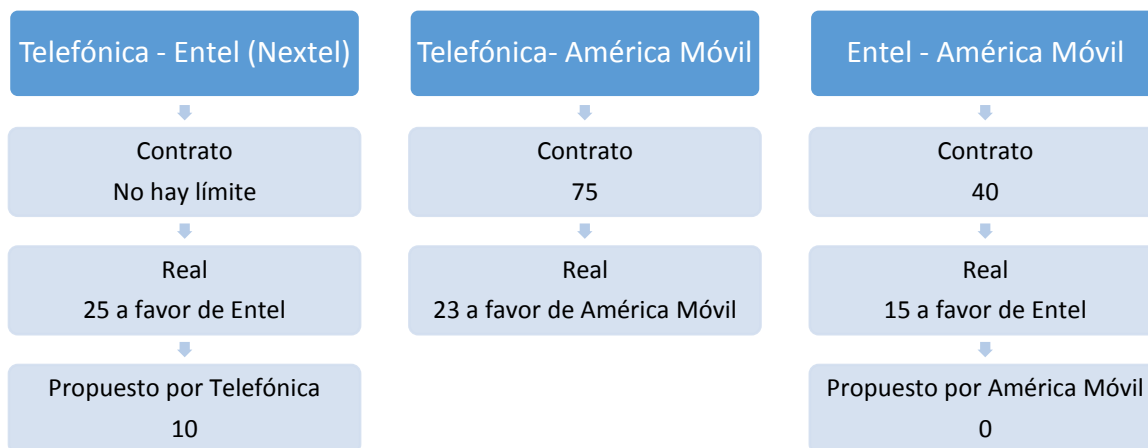 Telefónica - Entel (Nextel)
Contrato
No hay límite
Real
25 a favor de Entel
Propuesto por Telefónica
10
Telefónica- América Móvil
Contrato
75
Real
23 a favor de América Móvil
Entel - América Móvil
Contrato
40
Real
15 a favor de Entel
Propuesto por América Móvil
0